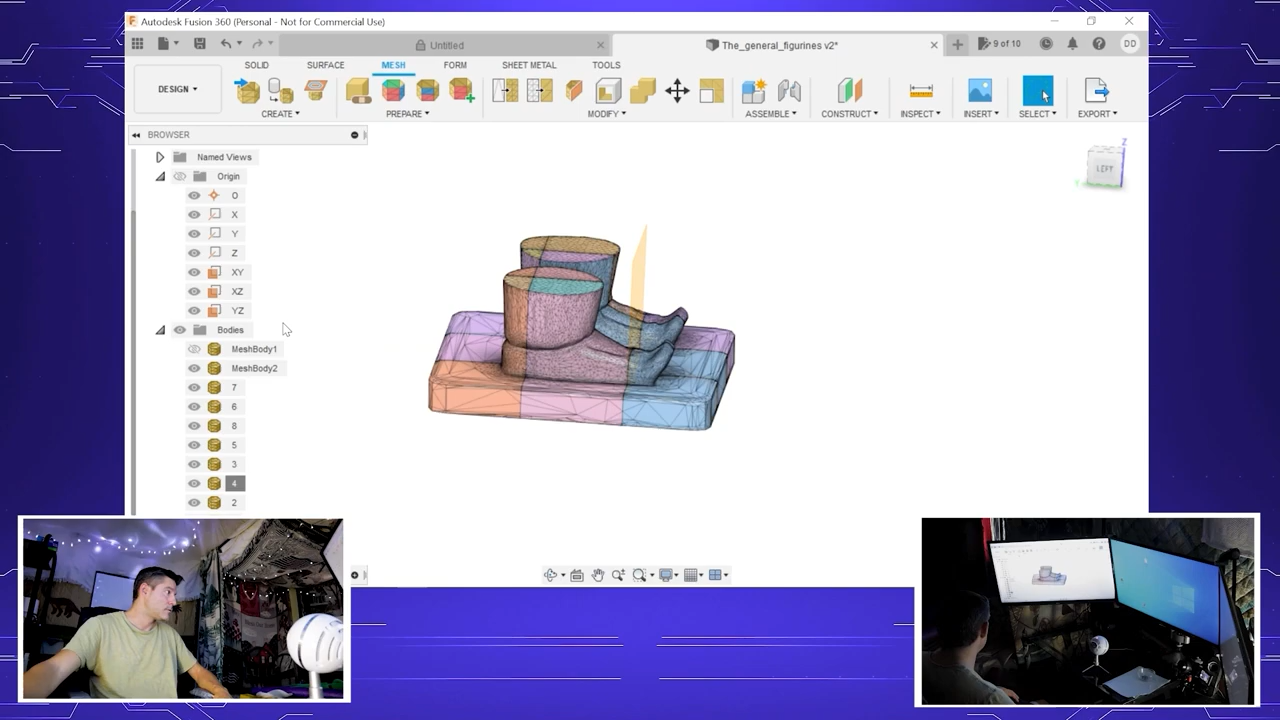 Autodesk Fusion 360 (Personal - Not for Commercial Use)
Untitled
The_general_figurines v2*
9 of 10
DD
DESIGN
SOLID
SURFACE
MESH
FORM
SHEET METAL
TOOLS
CREATE
PREPARE
MODIFY
ASSEMBLE
CONSTRUCT
INSPECT
INSERT
SELECT
EXPORT
BROWSER
Named Views
Origin
O
X
Y
Z
XY
XZ
YZ
Bodies
MeshBody1
MeshBody2
7
6
8
5
3
4
2
LEFT
Z
Y